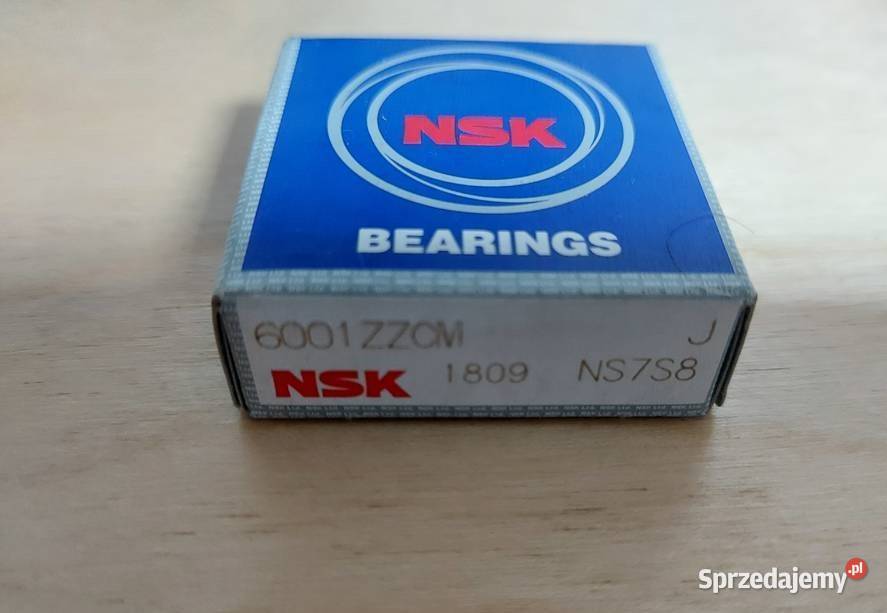 NSK
BEARINGS
6001ZZCM J
NSK 1809 NS7S8
Sprzedajemy.pl